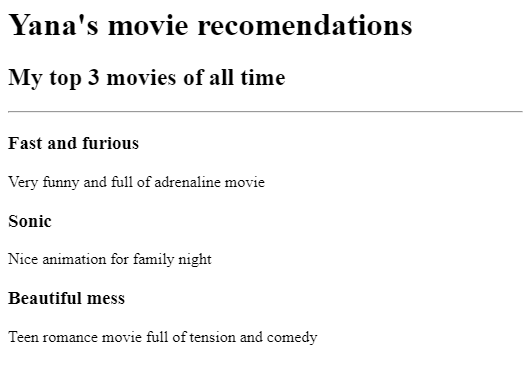 Yana's movie recomendations
My top 3 movies of all time
Fast and furious
Very funny and full of adrenaline movie
Sonic
Nice animation for family night
Beautiful mess
Teen romance movie full of tension and comedy